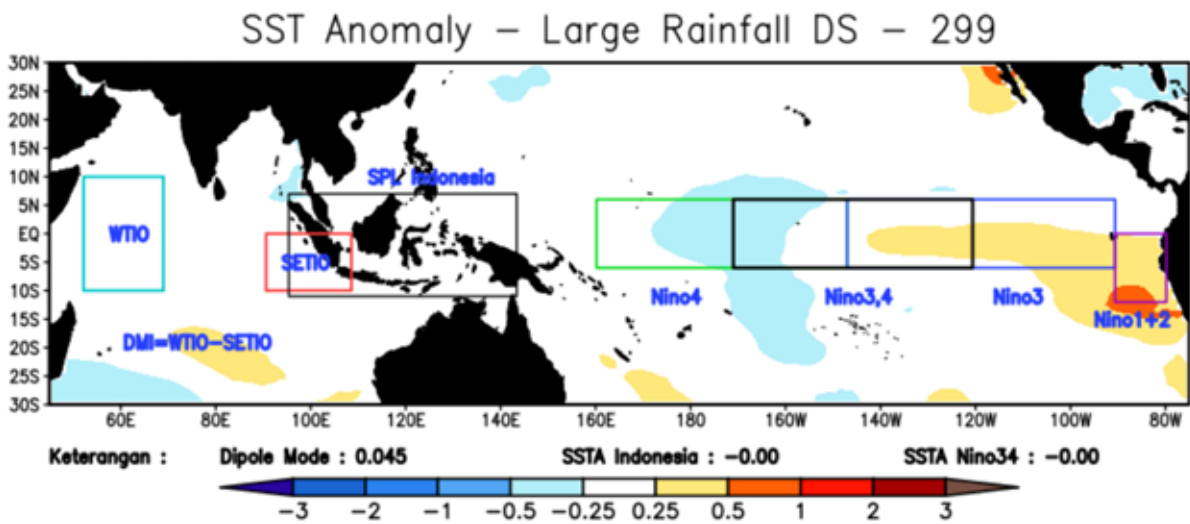 SST Anomaly - Large Rainfall DS - 299
30N
25N
20N
15N
10N
5N
EQ
5S
10S
15S
20S
25S
30S
SPL Indonesia
WTIO
SETIO
Nino4
Nino3,4
Nino3
Nino1+2
DMI=WTIO-SETIO
60E 80E 100E 120E 140E 160E 180 160W 140W 120W 100W 80W
Keterangan : Dipole Mode : 0.045 SSTA Indonesia : -0.00 SSTA Nino34 : -0.00
-3 -2 -1 -0.5 -0.25 0.25 0.5 1 2 3